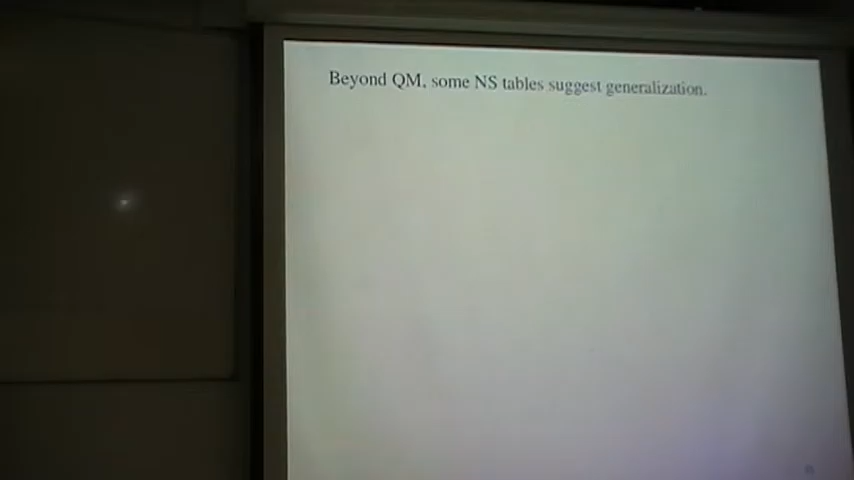 Beyond QM, some NS tables suggest generalization.